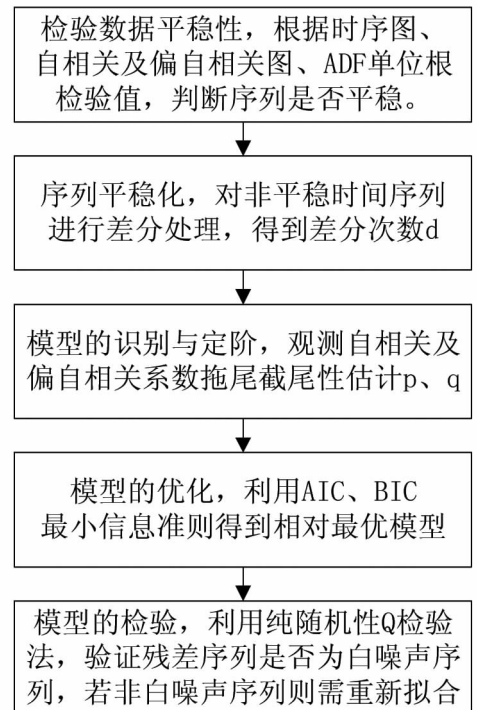 检验数据平稳性，根据时序图、
自相关及偏自相关图、ADF单位根
检验值，判断序列是否平稳。
序列平稳化，对非平稳时间序列
进行差分处理，得到差分次数d
模型的识别与定阶，观测自相关及
偏自相关系数拖尾截尾性估计p、q
模型的优化，利用AIC、BIC
最小信息准则得到相对最优模型
模型的检验，利用纯随机性Q检验
法，验证残差序列是否为白噪声序
列，若非白噪声序列则需重新拟合